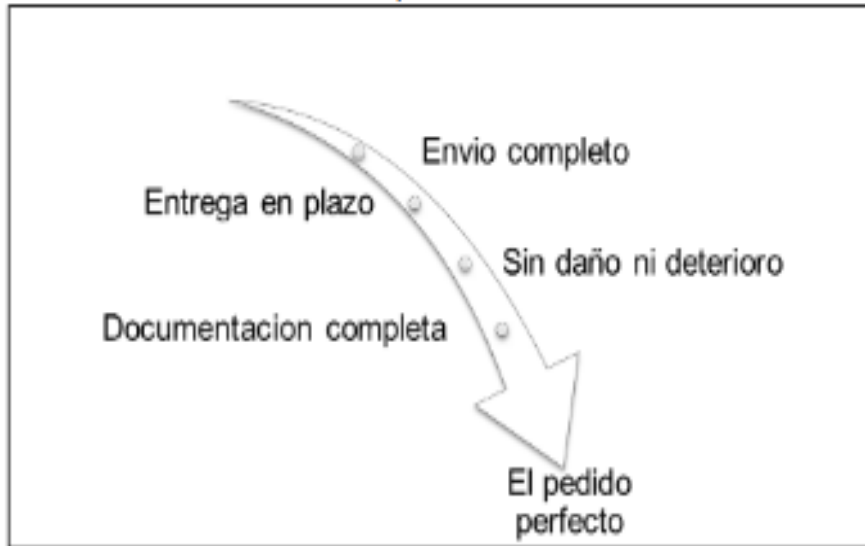 Envio completo
Entrega en plazo
Sin daño ni deterioro
Documentacion completa
El pedido
perfecto